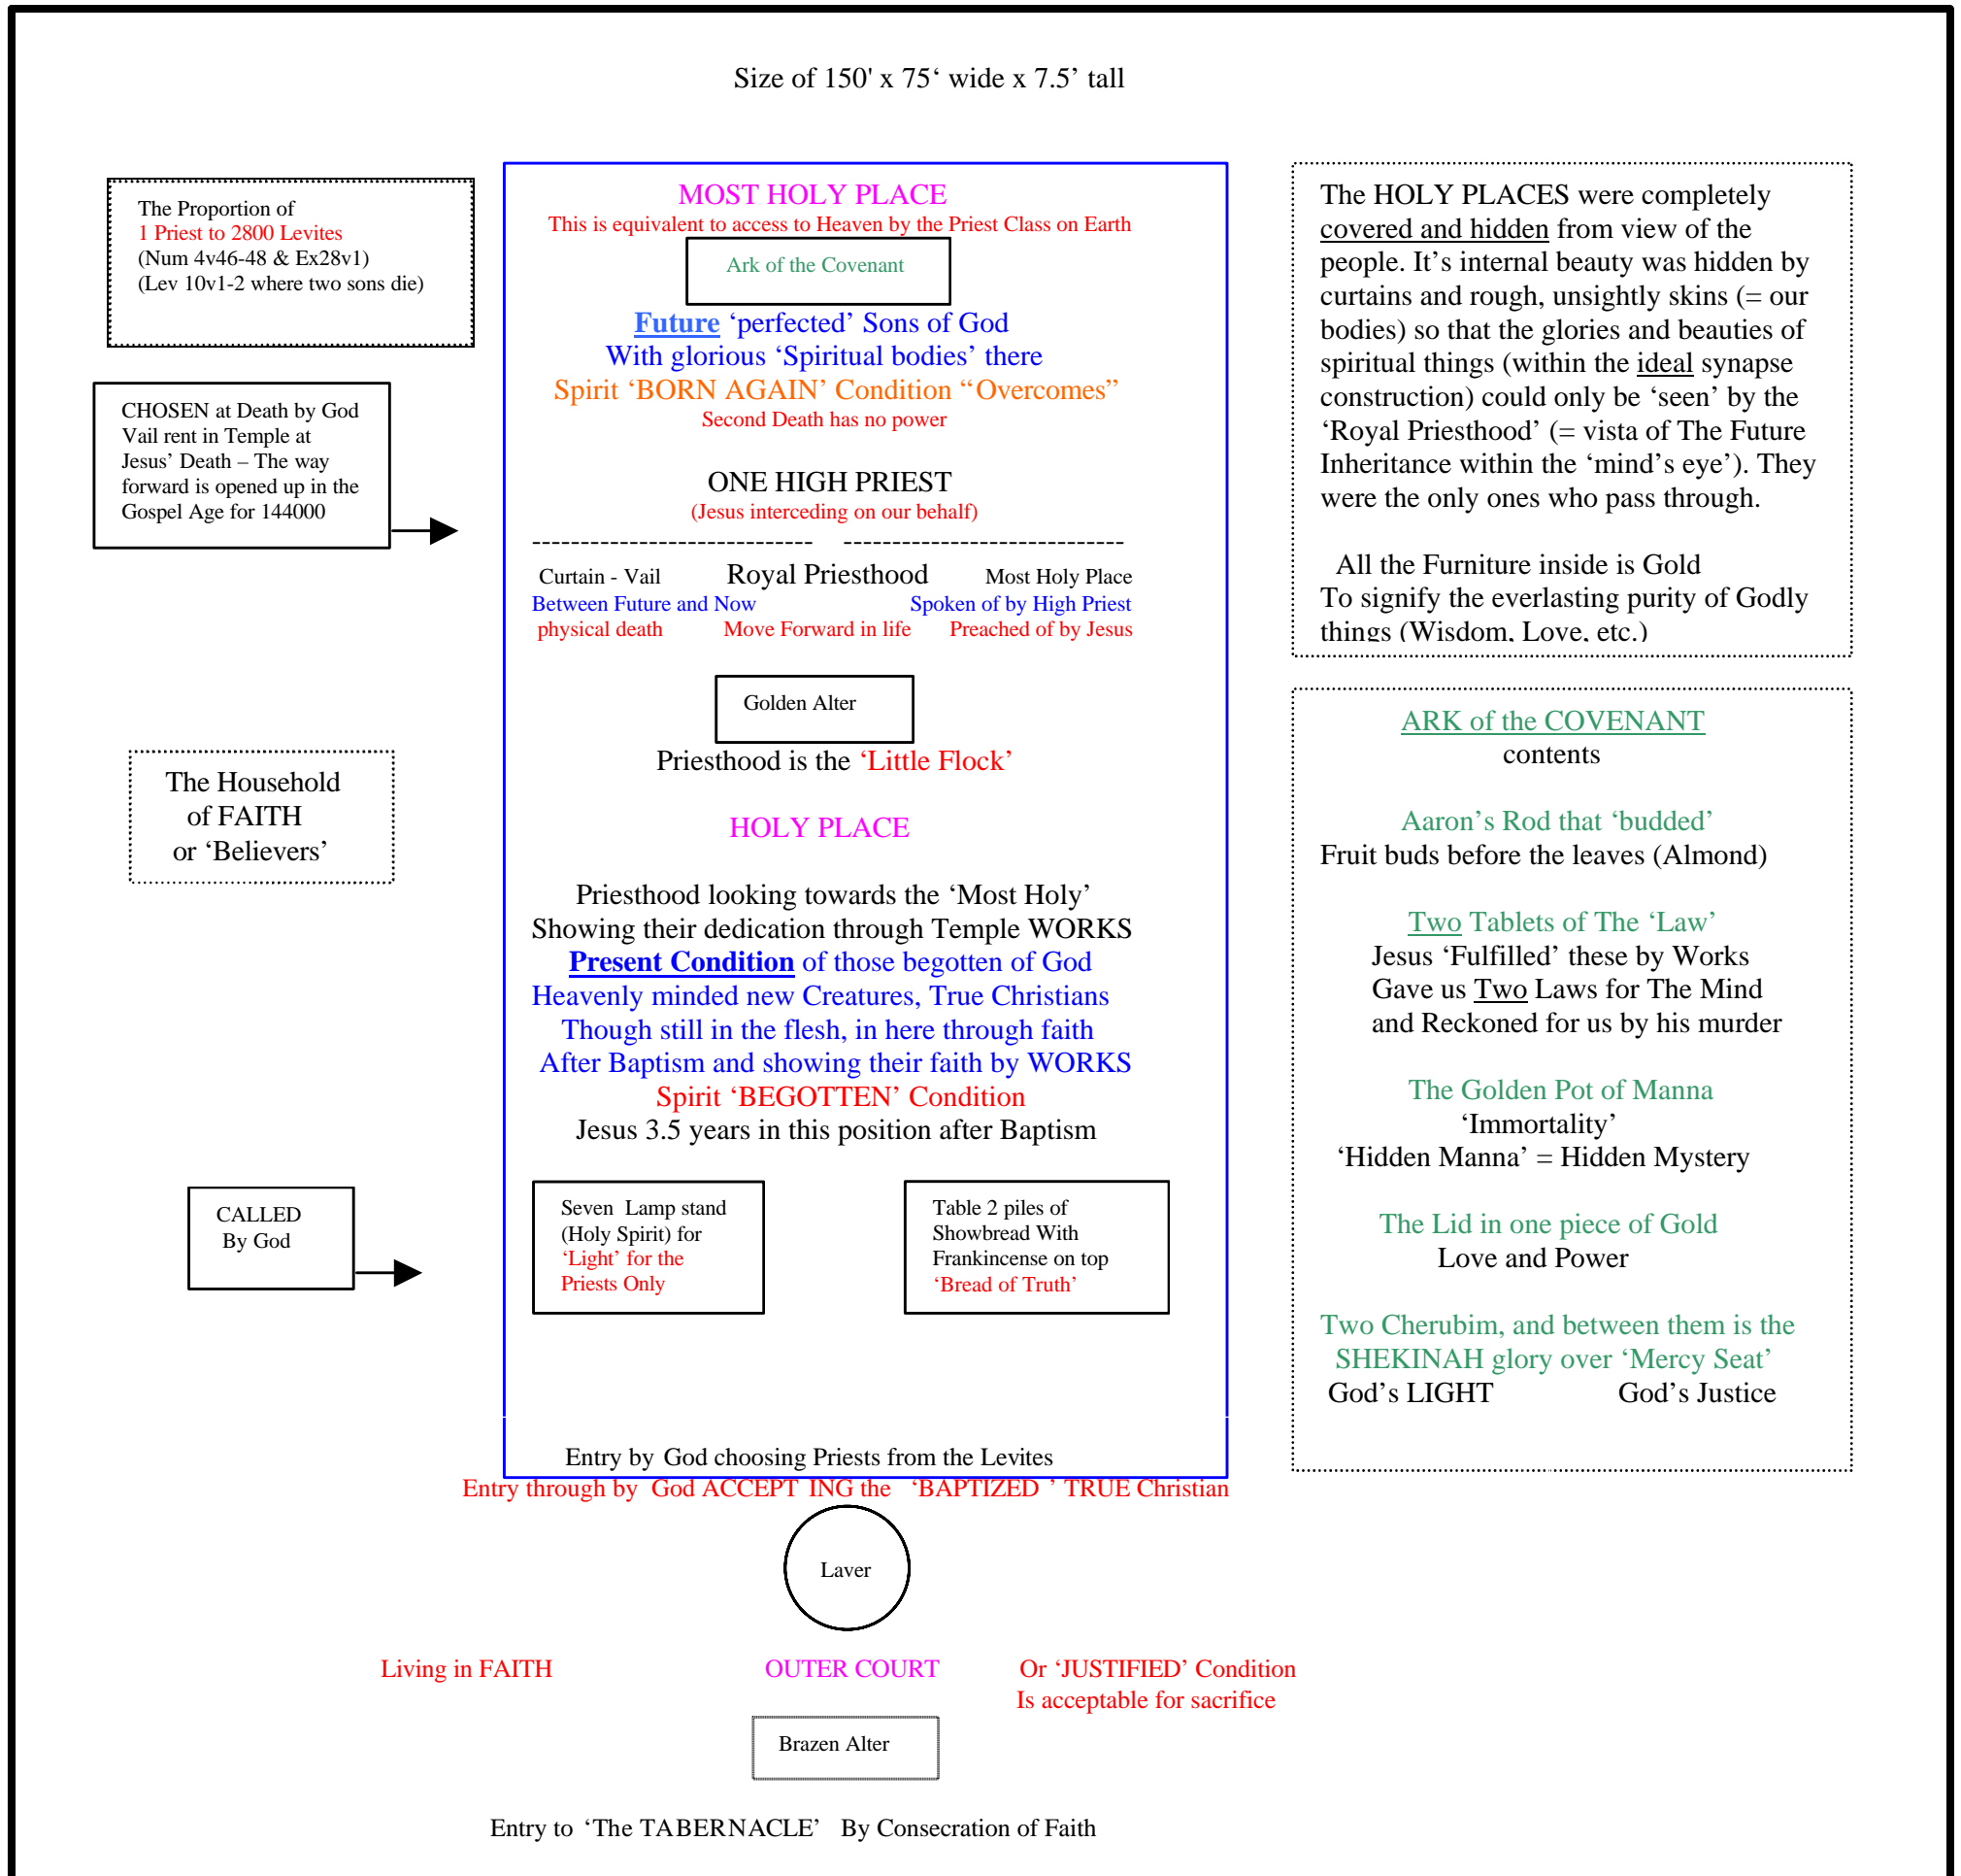 Size of 150' x 75‘ wide x 7.5’ tall
The Proportion of
1 Priest to 2800 Levites
(Num 4v46-48 & Ex28v1)
(Lev 10v1-2 where two sons die)
CHOSEN at Death by God
Vail rent in Temple at
Jesus’ Death – The way
forward is opened up in the
Gospel Age for 144000
The Household
of FAITH
or ‘Believers’
CALLED
By God
MOST HOLY PLACE
This is equivalent to access to Heaven by the Priest Class on Earth
Ark of the Covenant
Future ‘perfected’ Sons of God
With glorious ‘Spiritual bodies’ there
Spirit ‘BORN AGAIN’ Condition “Overcomes”
Second Death has no power
ONE HIGH PRIEST
(Jesus interceding on our behalf)
----------------------------- -----------------------------
Curtain - Vail Royal Priesthood Most Holy Place
Between Future and Now Spoken of by High Priest
physical death Move Forward in life Preached of by Jesus
Golden Alter
Priesthood is the ‘Little Flock’
HOLY PLACE
Priesthood looking towards the ‘Most Holy’
Showing their dedication through Temple WORKS
Present Condition of those begotten of God
Heavenly minded new Creatures, True Christians
Though still in the flesh, in here through faith
After Baptism and showing their faith by WORKS
Spirit ‘BEGOTTEN’ Condition
Jesus 3.5 years in this position after Baptism
Seven Lamp stand
(Holy Spirit) for
‘Light’ for the
Priests Only
Table 2 piles of
Showbread With
Frankincense on top
‘Bread of Truth’
Entry by God choosing Priests from the Levites
Entry through by God ACCEPT ING the ‘BAPTIZED ’ TRUE Christian
Laver
Living in FAITH OUTER COURT Or ‘JUSTIFIED’ Condition
Is acceptable for sacrifice
Brazen Alter
Entry to ‘The TABERNACLE’ By Consecration of Faith
The HOLY PLACES were completely
covered and hidden from view of the
people. It’s internal beauty was hidden by
curtains and rough, unsightly skins (= our
bodies) so that the glories and beauties of
spiritual things (within the ideal synapse
construction) could only be ‘seen’ by the
‘Royal Priesthood’ (= vista of The Future
Inheritance within the ‘mind’s eye’). They
were the only ones who pass through.
All the Furniture inside is Gold
To signify the everlasting purity of Godly
things (Wisdom, Love, etc.)
ARK of the COVENANT
contents
Aaron’s Rod that ‘budded’
Fruit buds before the leaves (Almond)
Two Tablets of The ‘Law’
Jesus ‘Fulfilled’ these by Works
Gave us Two Laws for The Mind
and Reckoned for us by his murder
The Golden Pot of Manna
‘Immortality’
‘Hidden Manna’ = Hidden Mystery
The Lid in one piece of Gold
Love and Power
Two Cherubim, and between them is the
SHEKINAH glory over ‘Mercy Seat’
God’s LIGHT God’s Justice